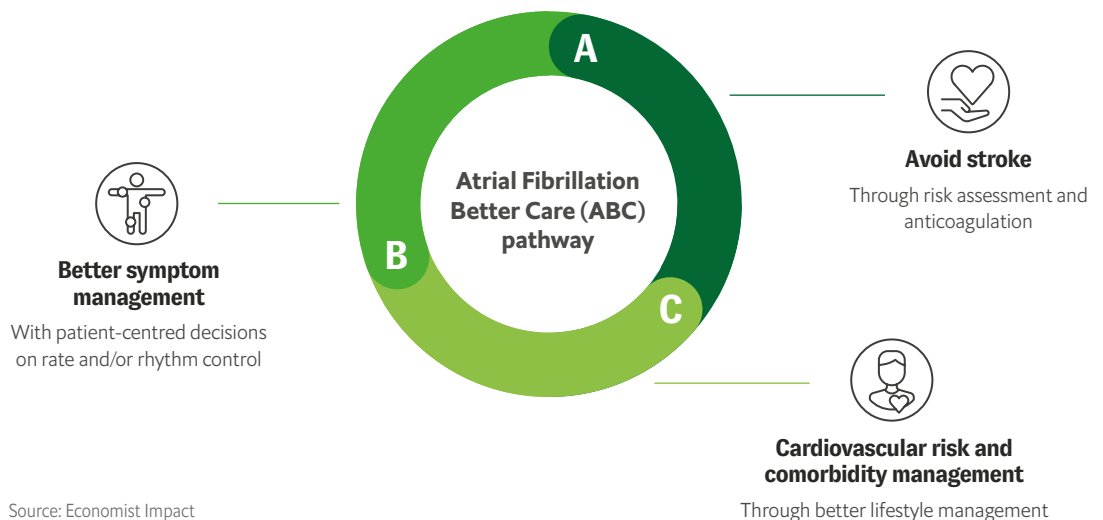 A
Avoid stroke
Through risk assessment and
anticoagulation
Atrial Fibrillation
Better Care (ABC)
pathway
B
Better symptom
management
With patient-centred decisions
on rate and/or rhythm control
C
Cardiovascular risk and
comorbidity management
Through better lifestyle management
Source: Economist Impact